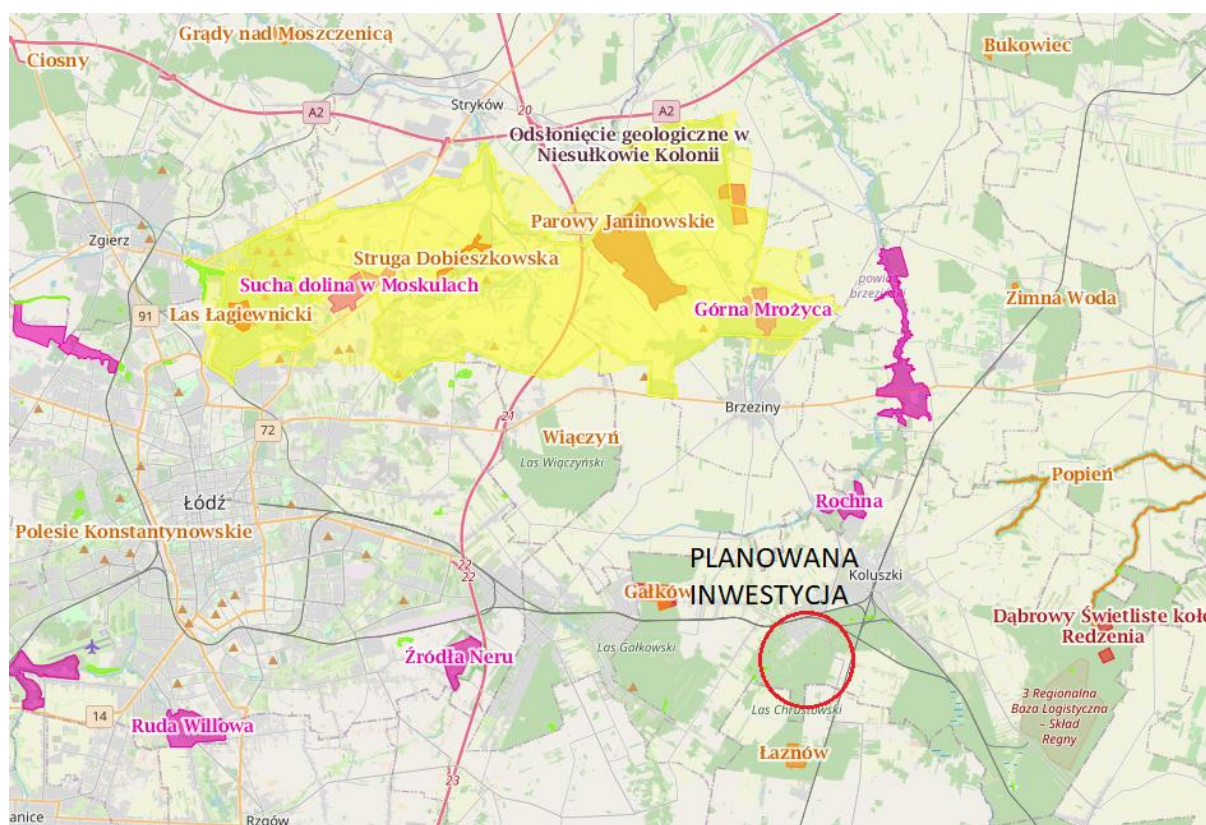 Grądy nad Moszczenicą
Bukowiec
Ciosny
A2
Stryków
20
A2
Odsłonięcie geologiczne w
Niesułkowie Kolonii
Parowy Janinowskie
Zgierz
Struga Dobieszkowska
Sucha dolina w Moskulach
powiat
brzeziński
Zimna Woda
Górna Mrożyca
Las Łagiewnicki
91
72
21
Brzeziny
Wiączyń
Las Wiączyński
Popień
Łódź
Rochna
Polesie Konstantynowskie
PLANOWANA
INWESTYCJA
22
22
Koluszki
Gałków
Dąbrowy Świetliste koło
Redzenia
Źródła Neru
Las Gałkowski
3 Regionalna
Baza Logistyczna
– Skład
Regny
14
Ruda Willowa
Las Chrustowski
Łaznów
23
anice
Rzgów